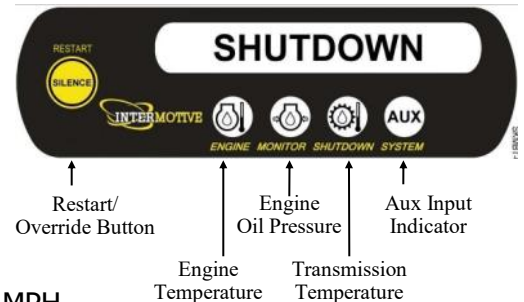 RESTART
SHUTDOWN
SILENCE
INTERMOTIVE
AUX
ENGINE MONITOR SHUTDOWN SYSTEM
Restart/
Override Button
Engine
Oil Pressure
Aux Input
Indicator
Engine
Temperature
Transmission
Temperature
MPH